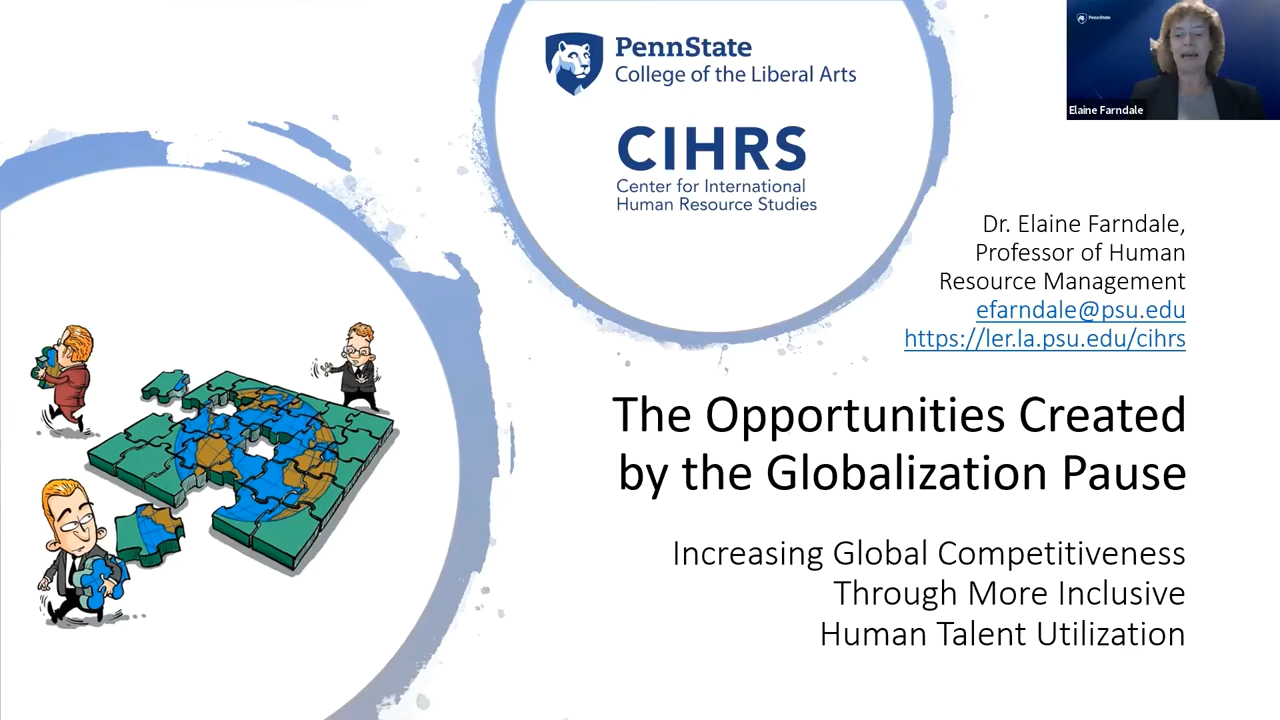 PennState
College of the Liberal Arts
CIHRS
Center for International
Human Resource Studies
PennState
Elaine Farndale
Dr. Elaine Farndale,
Professor of Human
Resource Management
efarndale@psu.edu
https://ler.la.psu.edu/cihrs
The Opportunities Created
by the Globalization Pause
Increasing Global Competitiveness
Through More Inclusive
Human Talent Utilization